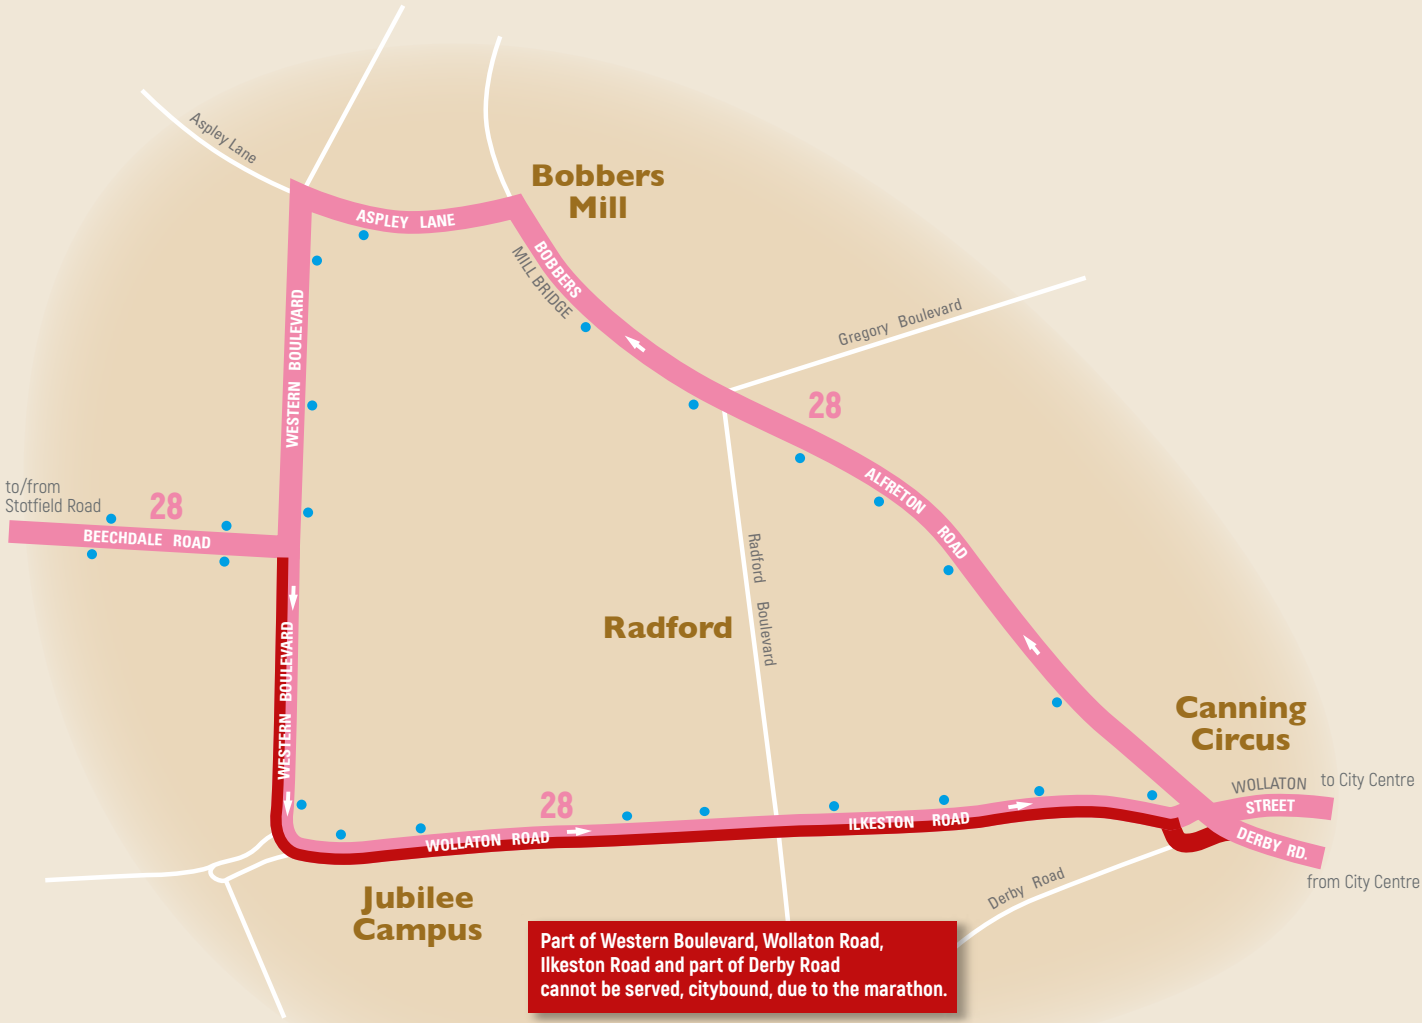 Aspley Lane
Bobbers
Mill
ASPLEY LANE
BOBBERS
MILL BRIDGE
WESTERN BOULEVARD
Gregory Boulevard
28
ALFRETON ROAD
to/from
Stotfield Road
28
BEECHDALE ROAD
Radford Boulevard
Radford
WESTERN BOULEVARD
Canning
Circus
WOLLATON
STREET
to City Centre
28
WOLLATON ROAD
ILKESTON ROAD
DERBY RD.
from City Centre
Derby Road
Jubilee
Campus
Part of Western Boulevard, Wollaton Road,
Ilkeston Road and part of Derby Road
cannot be served, citybound, due to the marathon.